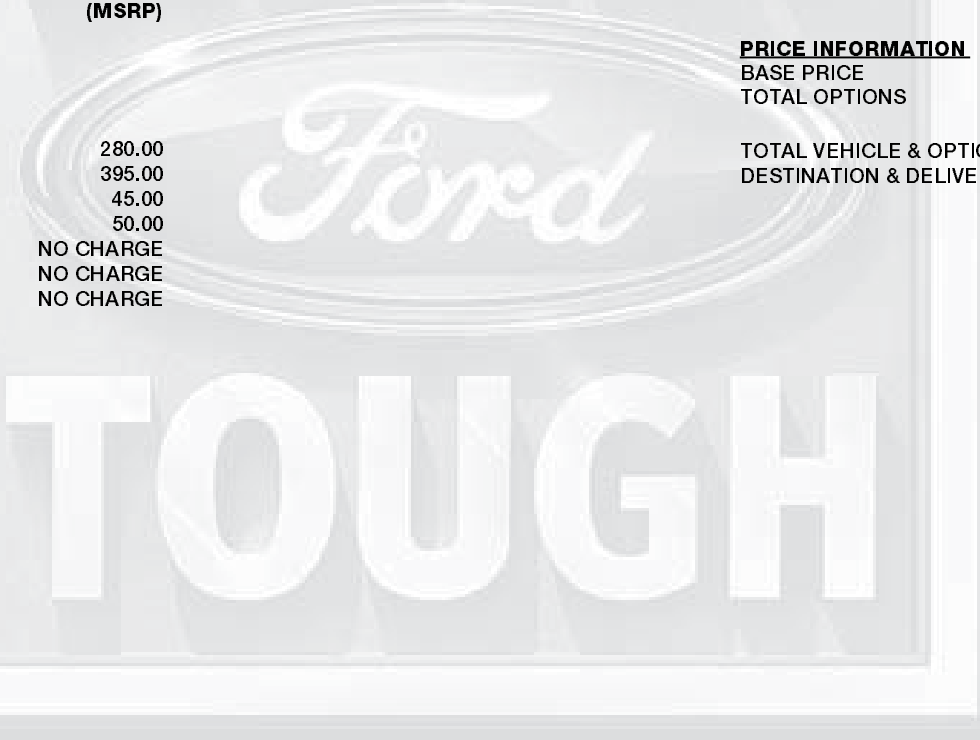 (MSRP)
280.00
395.00
45.00
50.00
NO CHARGE
NO CHARGE
NO CHARGE
PRICE INFORMATION
BASE PRICE
TOTAL OPTIONS
TOTAL VEHICLE & OPTIO
DESTINATION & DELIVE
Ford
TOUGH